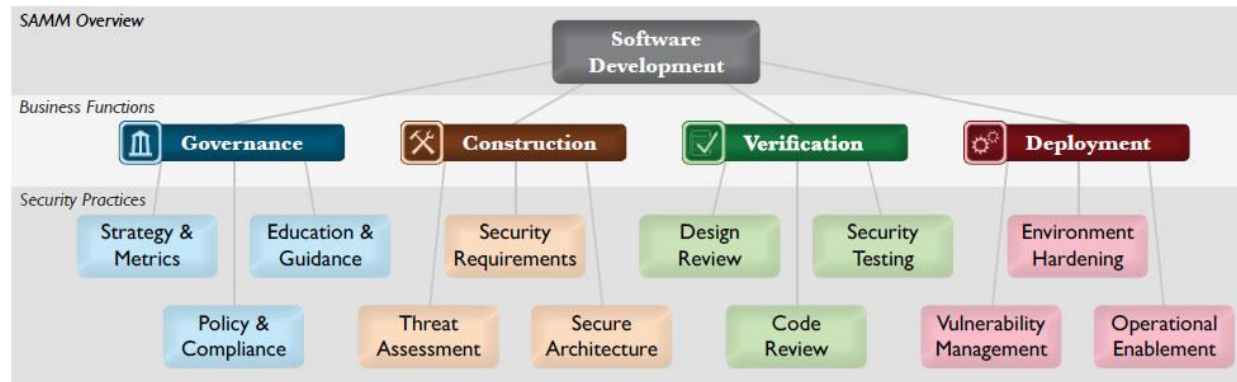 SAMM Overview
Software
Development
Business Functions
Governance
Construction
Verification
Deployment
Security Practices
Strategy &
Metrics
Education &
Guidance
Security
Requirements
Design
Review
Security
Testing
Environment
Hardening
Policy &
Compliance
Threat
Assessment
Secure
Architecture
Code
Review
Vulnerability
Management
Operational
Enablement